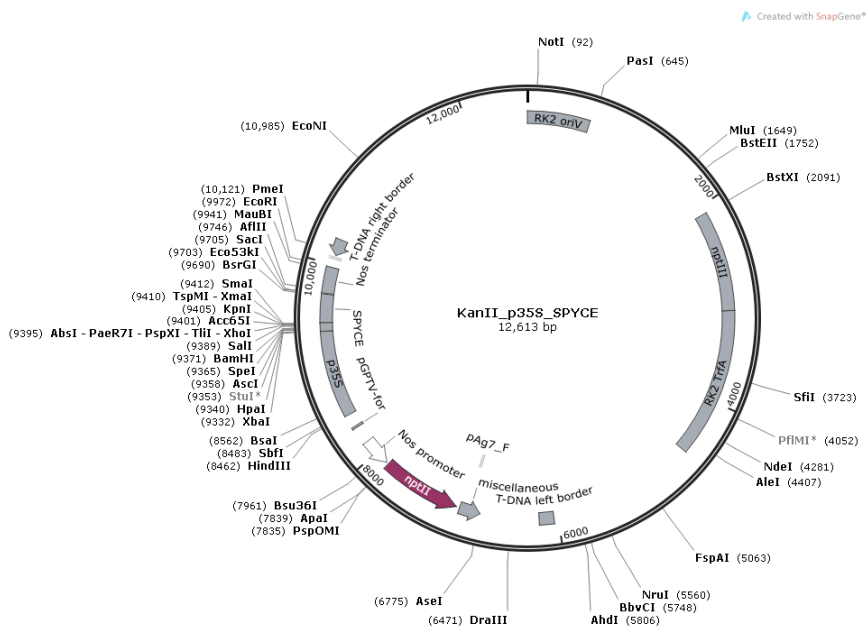 Created with SnapGene®
NotI (92)
PasI (645)
MluI (1649)
BstEII (1752)
BstXI (2091)
SfiI (3723)
PflMI* (4052)
NdeI (4281)
AleI (4407)
FspAI (5063)
NruI (5560)
BbvCI (5748)
AhdI (5806)
(6471) DraIII
(6775) AseI
(7835) PspOMI
(7839) ApaI
(7961) Bsu36I
(8462) HindIII
(8483) SbfI
(8562) BsaI
(9332) XbaI
(9340) HpaI
(9353) StuI*
(9358) AscI
(9365) SpeI
(9371) BamHI
(9389) SalI
(9395) AbsI - PaeR7I - PspXI - TliI - XhoI
(9401) Acc65I
(9405) KpnI
(9410) TspMI - XmaI
(9412) SmaI
(9690) BsrGI
(9703) Eco53kI
(9705) SacI
(9746) AflII
(9941) MauBI
(9972) EcoRI
(10,121) PmeI
(10,985) EcoNI
2000
4000
6000
8000
10,000
12,000
RK2 oriV
nptIII
RK2 TrfA
T-DNA left border
miscellaneous
pAg7_F
nptII
Nos promoter
pGPTV-for
p35S
SPYCE
Nos terminator
T-DNA right border
KanII_p35S_SPYCE
12,613 bp